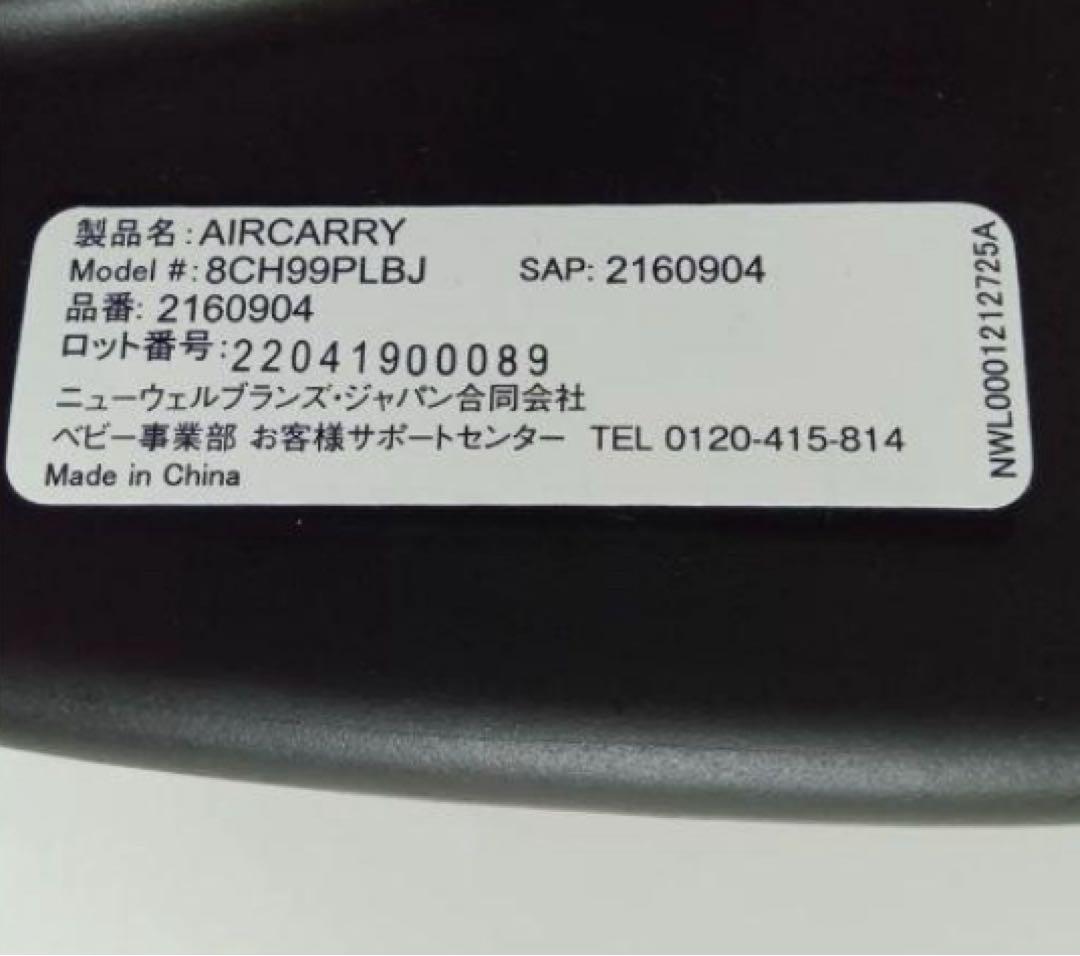 製品名:AIRCARRY
Model #:8CH99PLBJ SAP: 2160904
品番: 2160904
ロット番号:22041900089
ニューウェルブランズ・ジャパン合同会社
ベビー事業部 お客様サポートセンター TEL 0120-415-814
Made in China
NWL0001212725A